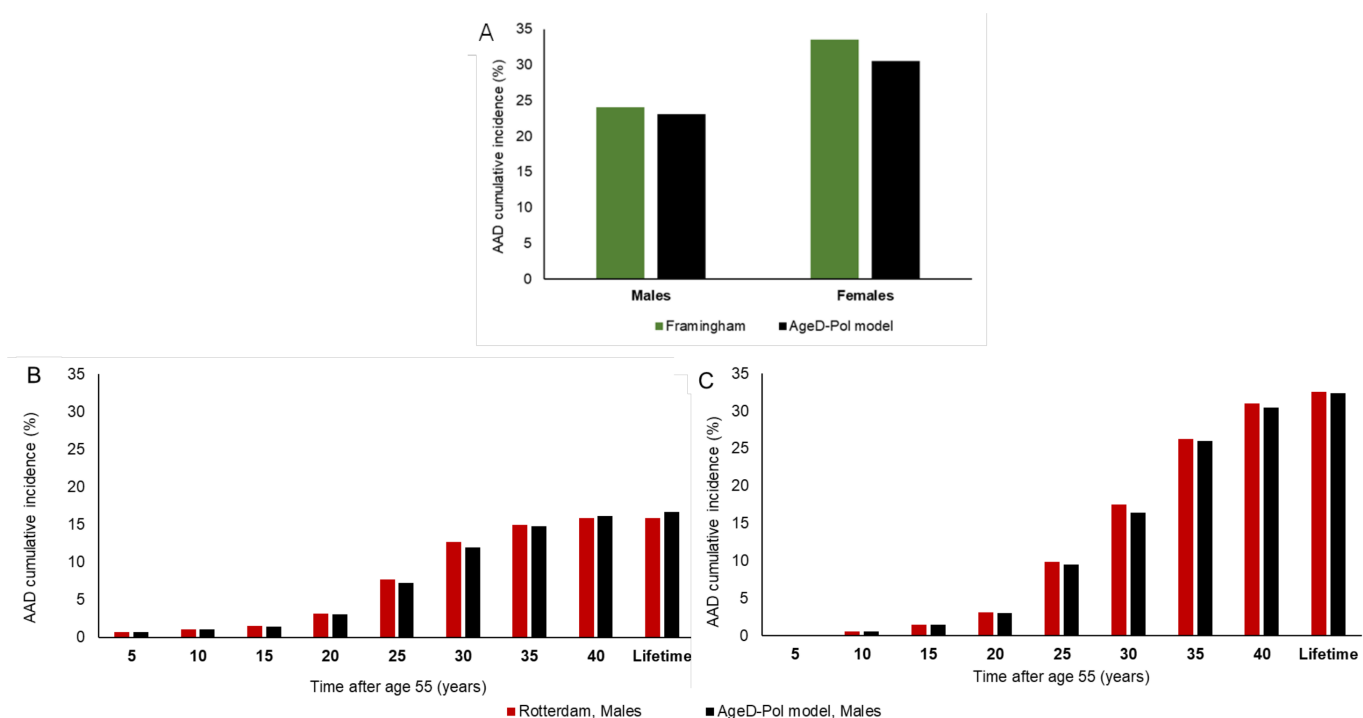 A
AAD cumulative incidence (%)
35
30
25
20
15
10
5
0
Males Females
Framingham AgeD-Pol model
B
AAD cumulative incidence (%)
35
30
25
20
15
10
5
0
5 10 15 20 25 30 35 40 Lifetime
Time after age 55 (years)
C
AAD cumulative incidence (%)
35
30
25
20
15
10
5
0
5 10 15 20 25 30 35 40 Lifetime
Time after age 55 (years)
Rotterdam, Males AgeD-Pol model, Males